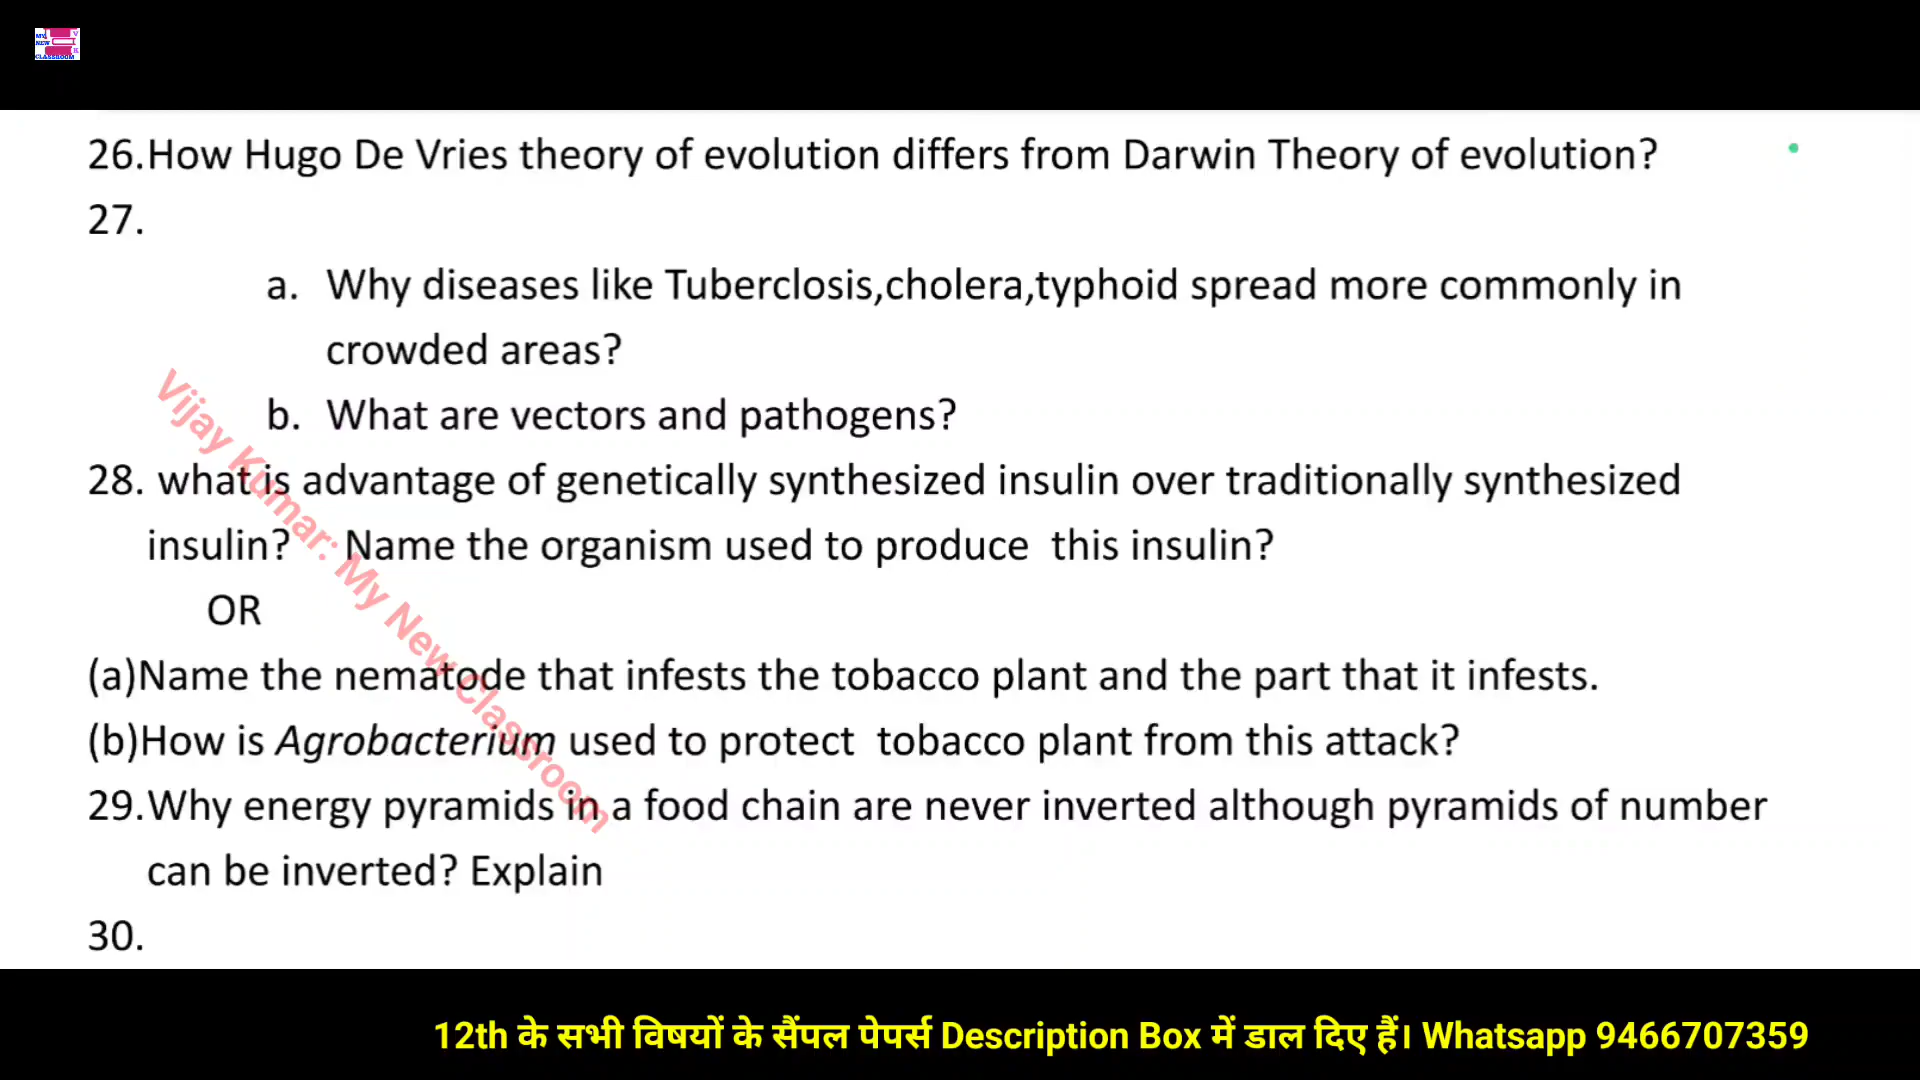 MY NEW CLASSROOM
26.How Hugo De Vries theory of evolution differs from Darwin Theory of evolution?
27.
a. Why diseases like Tuberclosis,cholera,typhoid spread more commonly in
crowded areas?
b. What are vectors and pathogens?
28. what is advantage of genetically synthesized insulin over traditionally synthesized
insulin? Name the organism used to produce this insulin?
OR
(a)Name the nematode that infests the tobacco plant and the part that it infests.
(b)How is Agrobacterium used to protect tobacco plant from this attack?
29.Why energy pyramids in a food chain are never inverted although pyramids of number
can be inverted? Explain
30.
Vijay Kumar: My New Classroom
12th के सभी विषयों के सैंपल पेपर्स Description Box में डाल दिए हैं। Whatsapp 9466707359